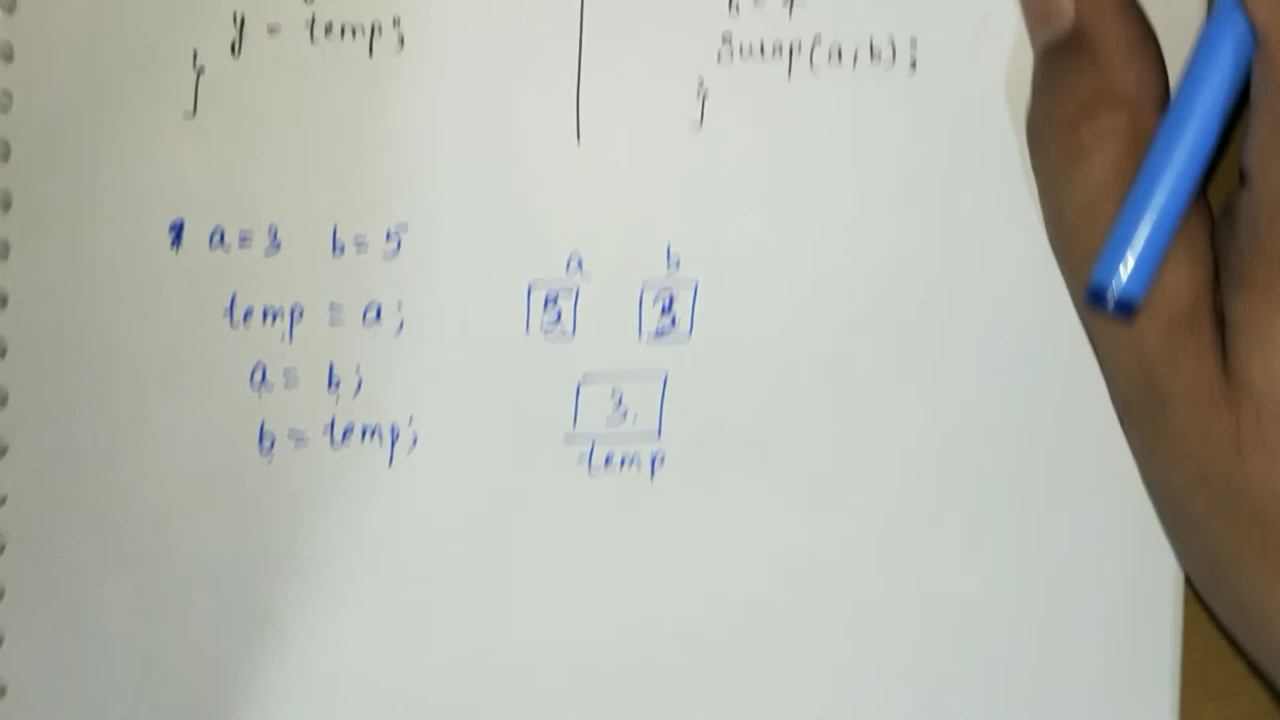 y = temp;
}
Swap(a,b);
}
a=3 b=5
temp = a;
a = b;
b = temp;
a b
5 3
3
temp